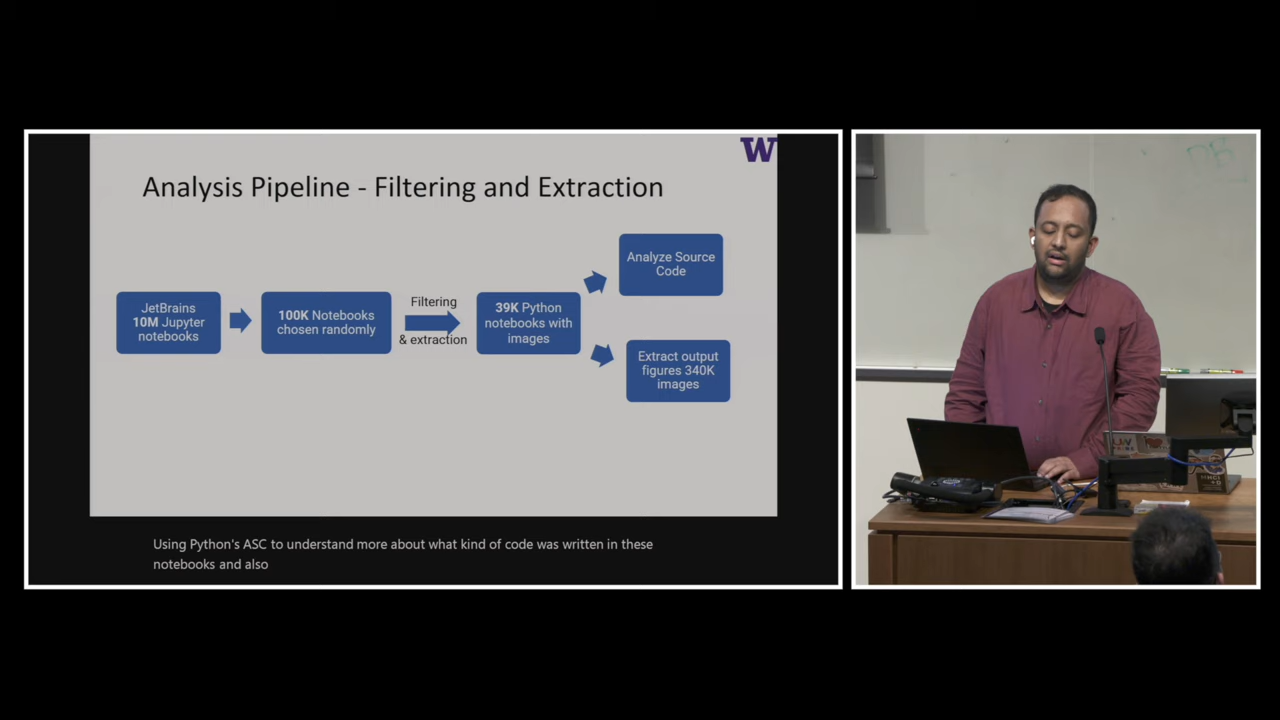 W
Analysis Pipeline - Filtering and Extraction
JetBrains
10M Jupyter
notebooks
100K Notebooks
chosen randomly
Filtering
& extraction
39K Python
notebooks with
images
Analyze Source
Code
Extract output
figures 340K
images
Using Python's ASC to understand more about what kind of code was written in these
notebooks and also